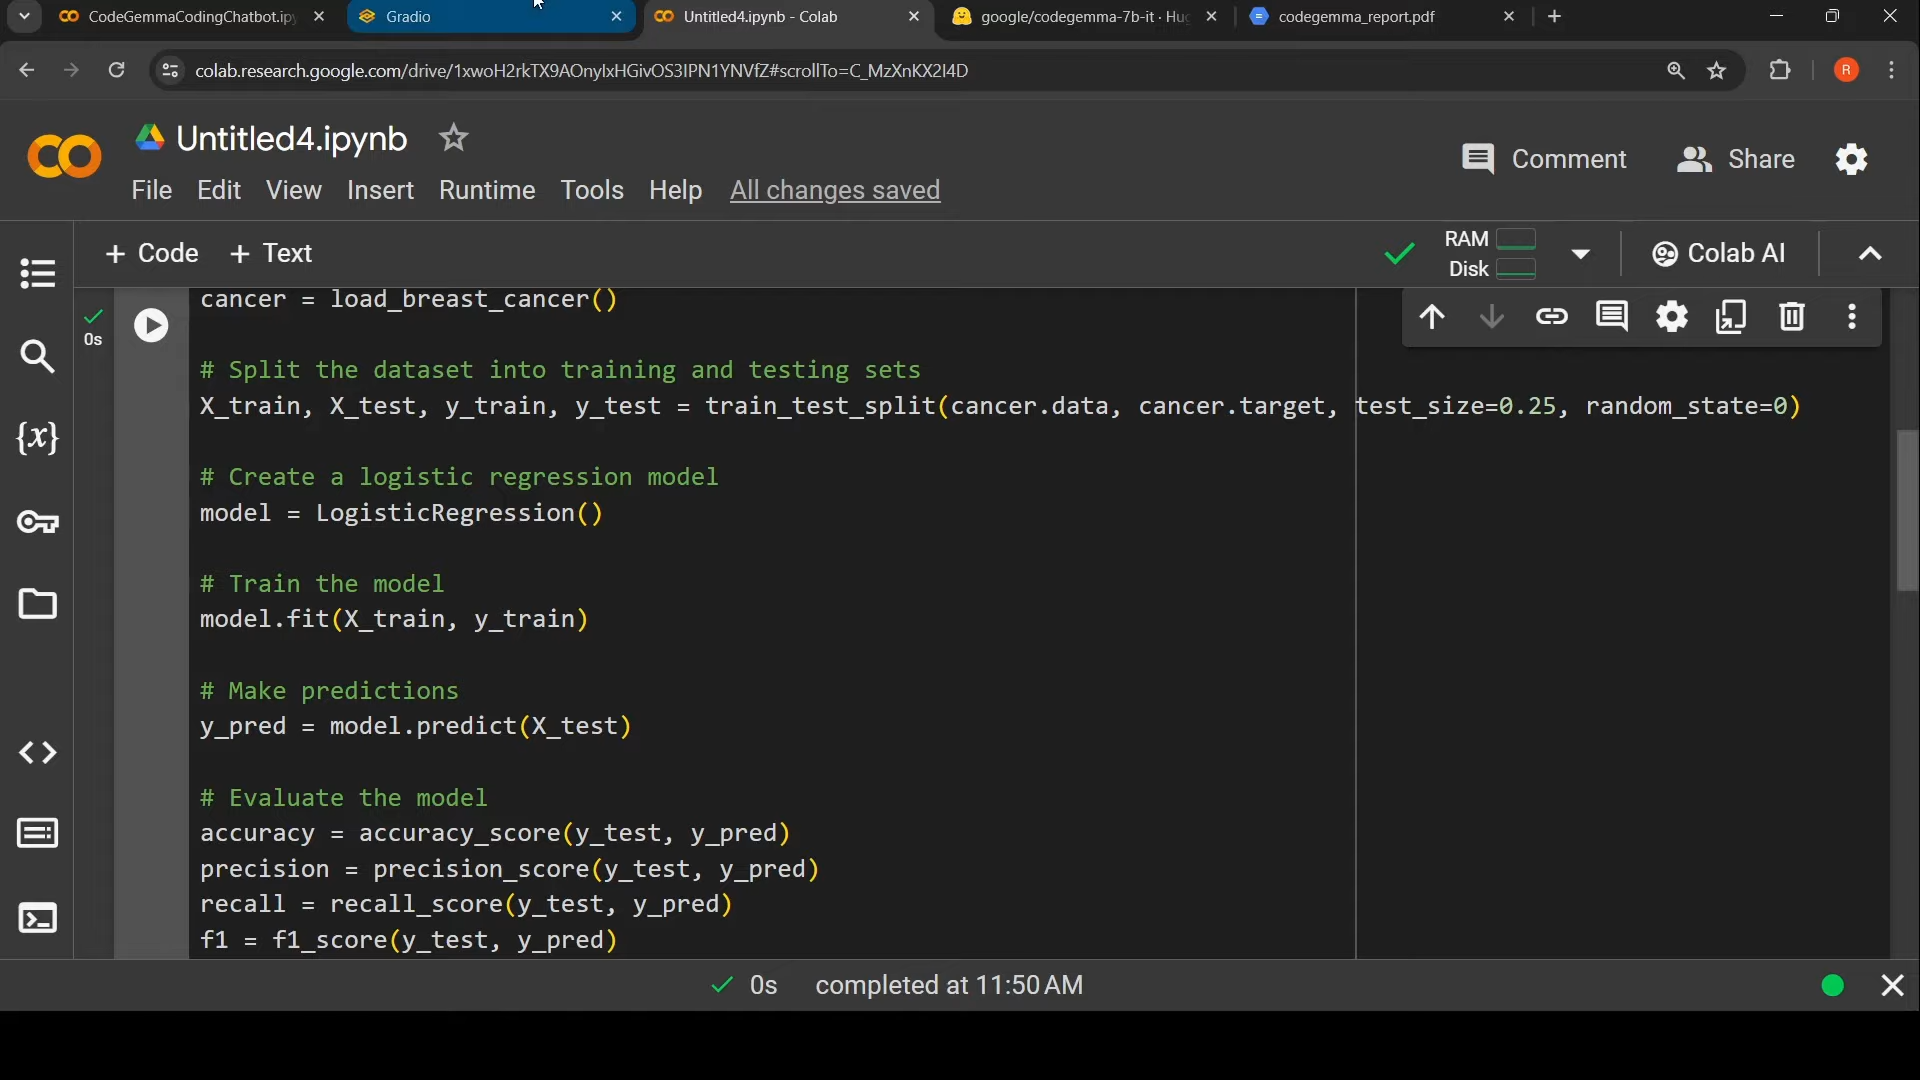 CodeGemmaCodingChatbot.ip
Gradio
Untitled4.ipynb - Colab
google/codegemma-7b-it · Hug
codegemma_report.pdf
colab.research.google.com/drive/1xwoH2rkTX9AOnylxHGivOS3IPN1YNVfZ#scrollTo=C_MzXnKX2I4D
R
Untitled4.ipynb
Comment
Share
File Edit View Insert Runtime Tools Help All changes saved
+ Code + Text
RAM
Disk
Colab AI
0s
cancer = load_breast_cancer()
# Split the dataset into training and testing sets
X_train, X_test, y_train, y_test = train_test_split(cancer.data, cancer.target, test_size=0.25, random_state=0)
# Create a logistic regression model
model = LogisticRegression()
# Train the model
model.fit(X_train, y_train)
# Make predictions
y_pred = model.predict(X_test)
# Evaluate the model
accuracy = accuracy_score(y_test, y_pred)
precision = precision_score(y_test, y_pred)
recall = recall_score(y_test, y_pred)
f1 = f1_score(y_test, y_pred)
0s completed at 11:50 AM